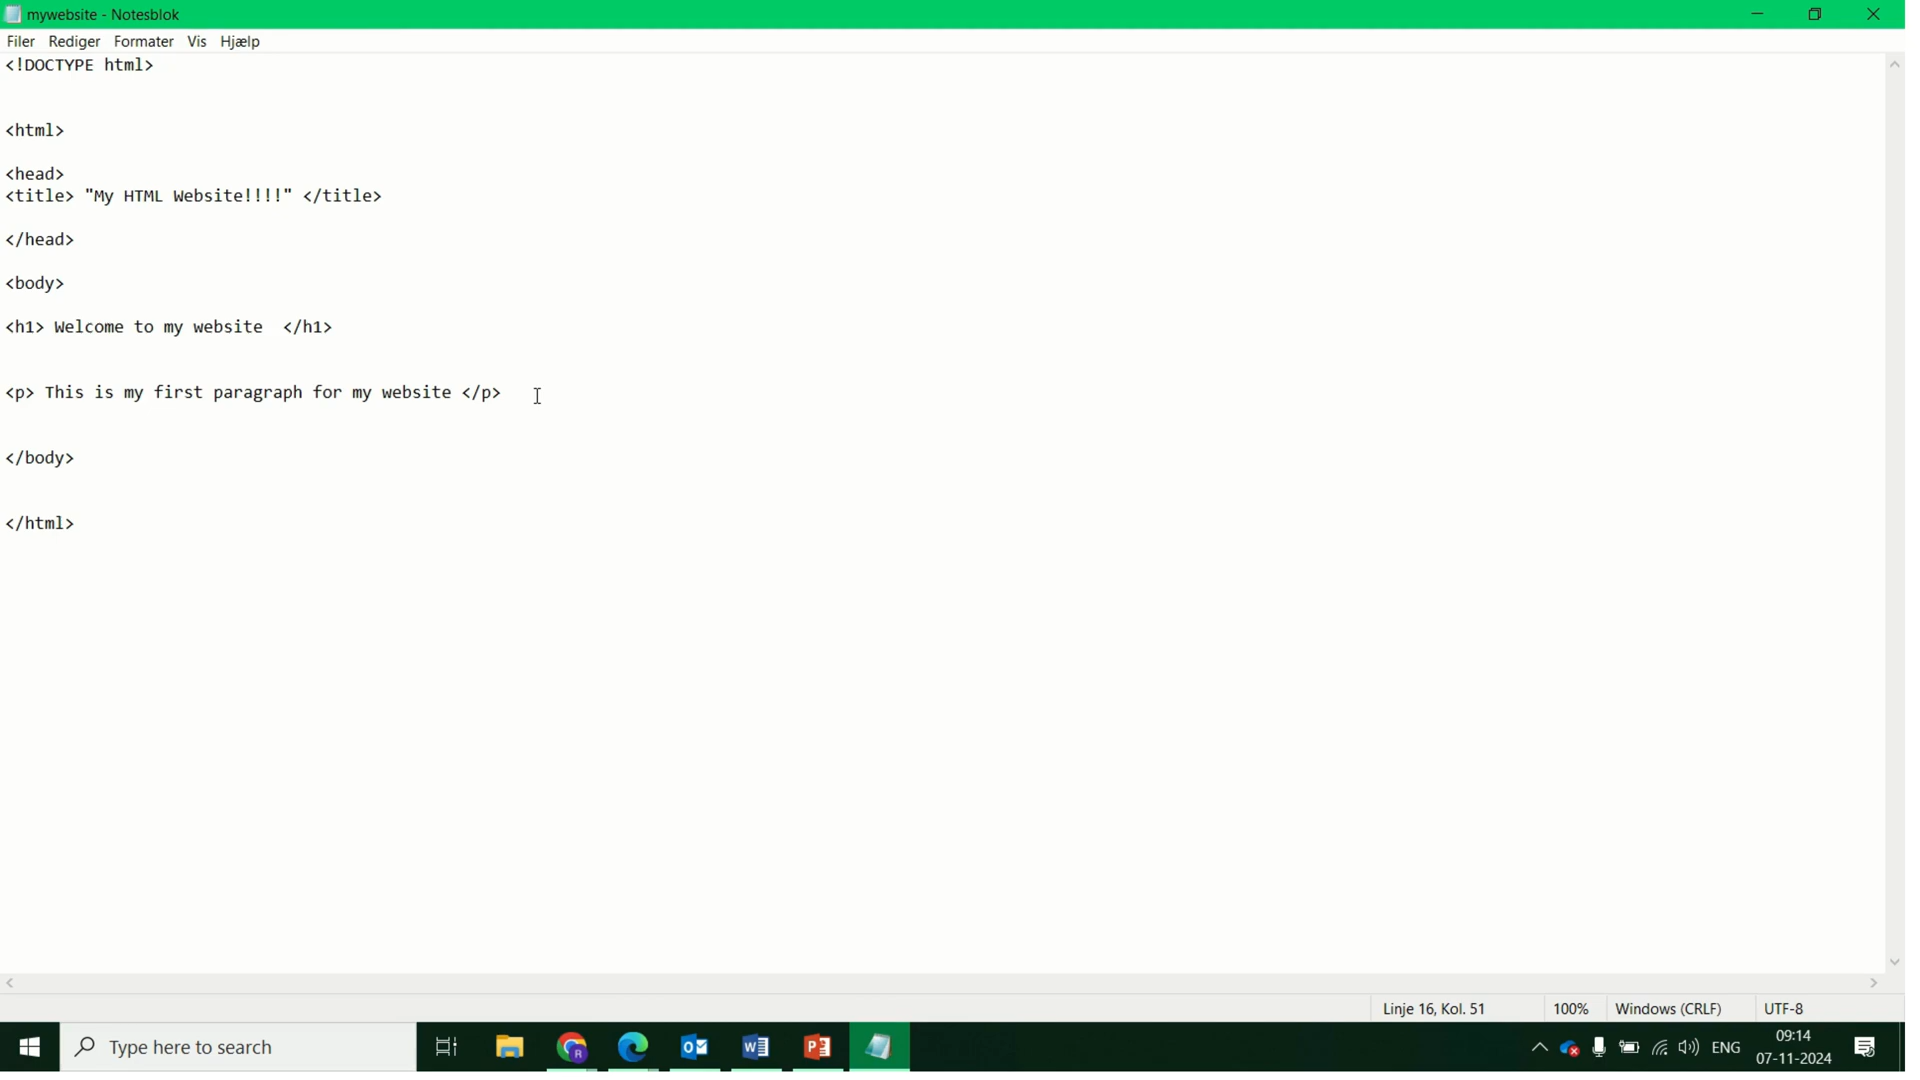 mywebsite - Notesblok
Filer Rediger Formater Vis Hjælp
<!DOCTYPE html>
<html>
<head>
<title> "My HTML Website!!!!" </title>
</head>
<body>
<h1> Welcome to my website  </h1>
<p> This is my first paragraph for my website </p>
</body>
</html>
Linje 16, Kol. 51 100% Windows (CRLF) UTF-8
Type here to search
ENG
09:14
07-11-2024